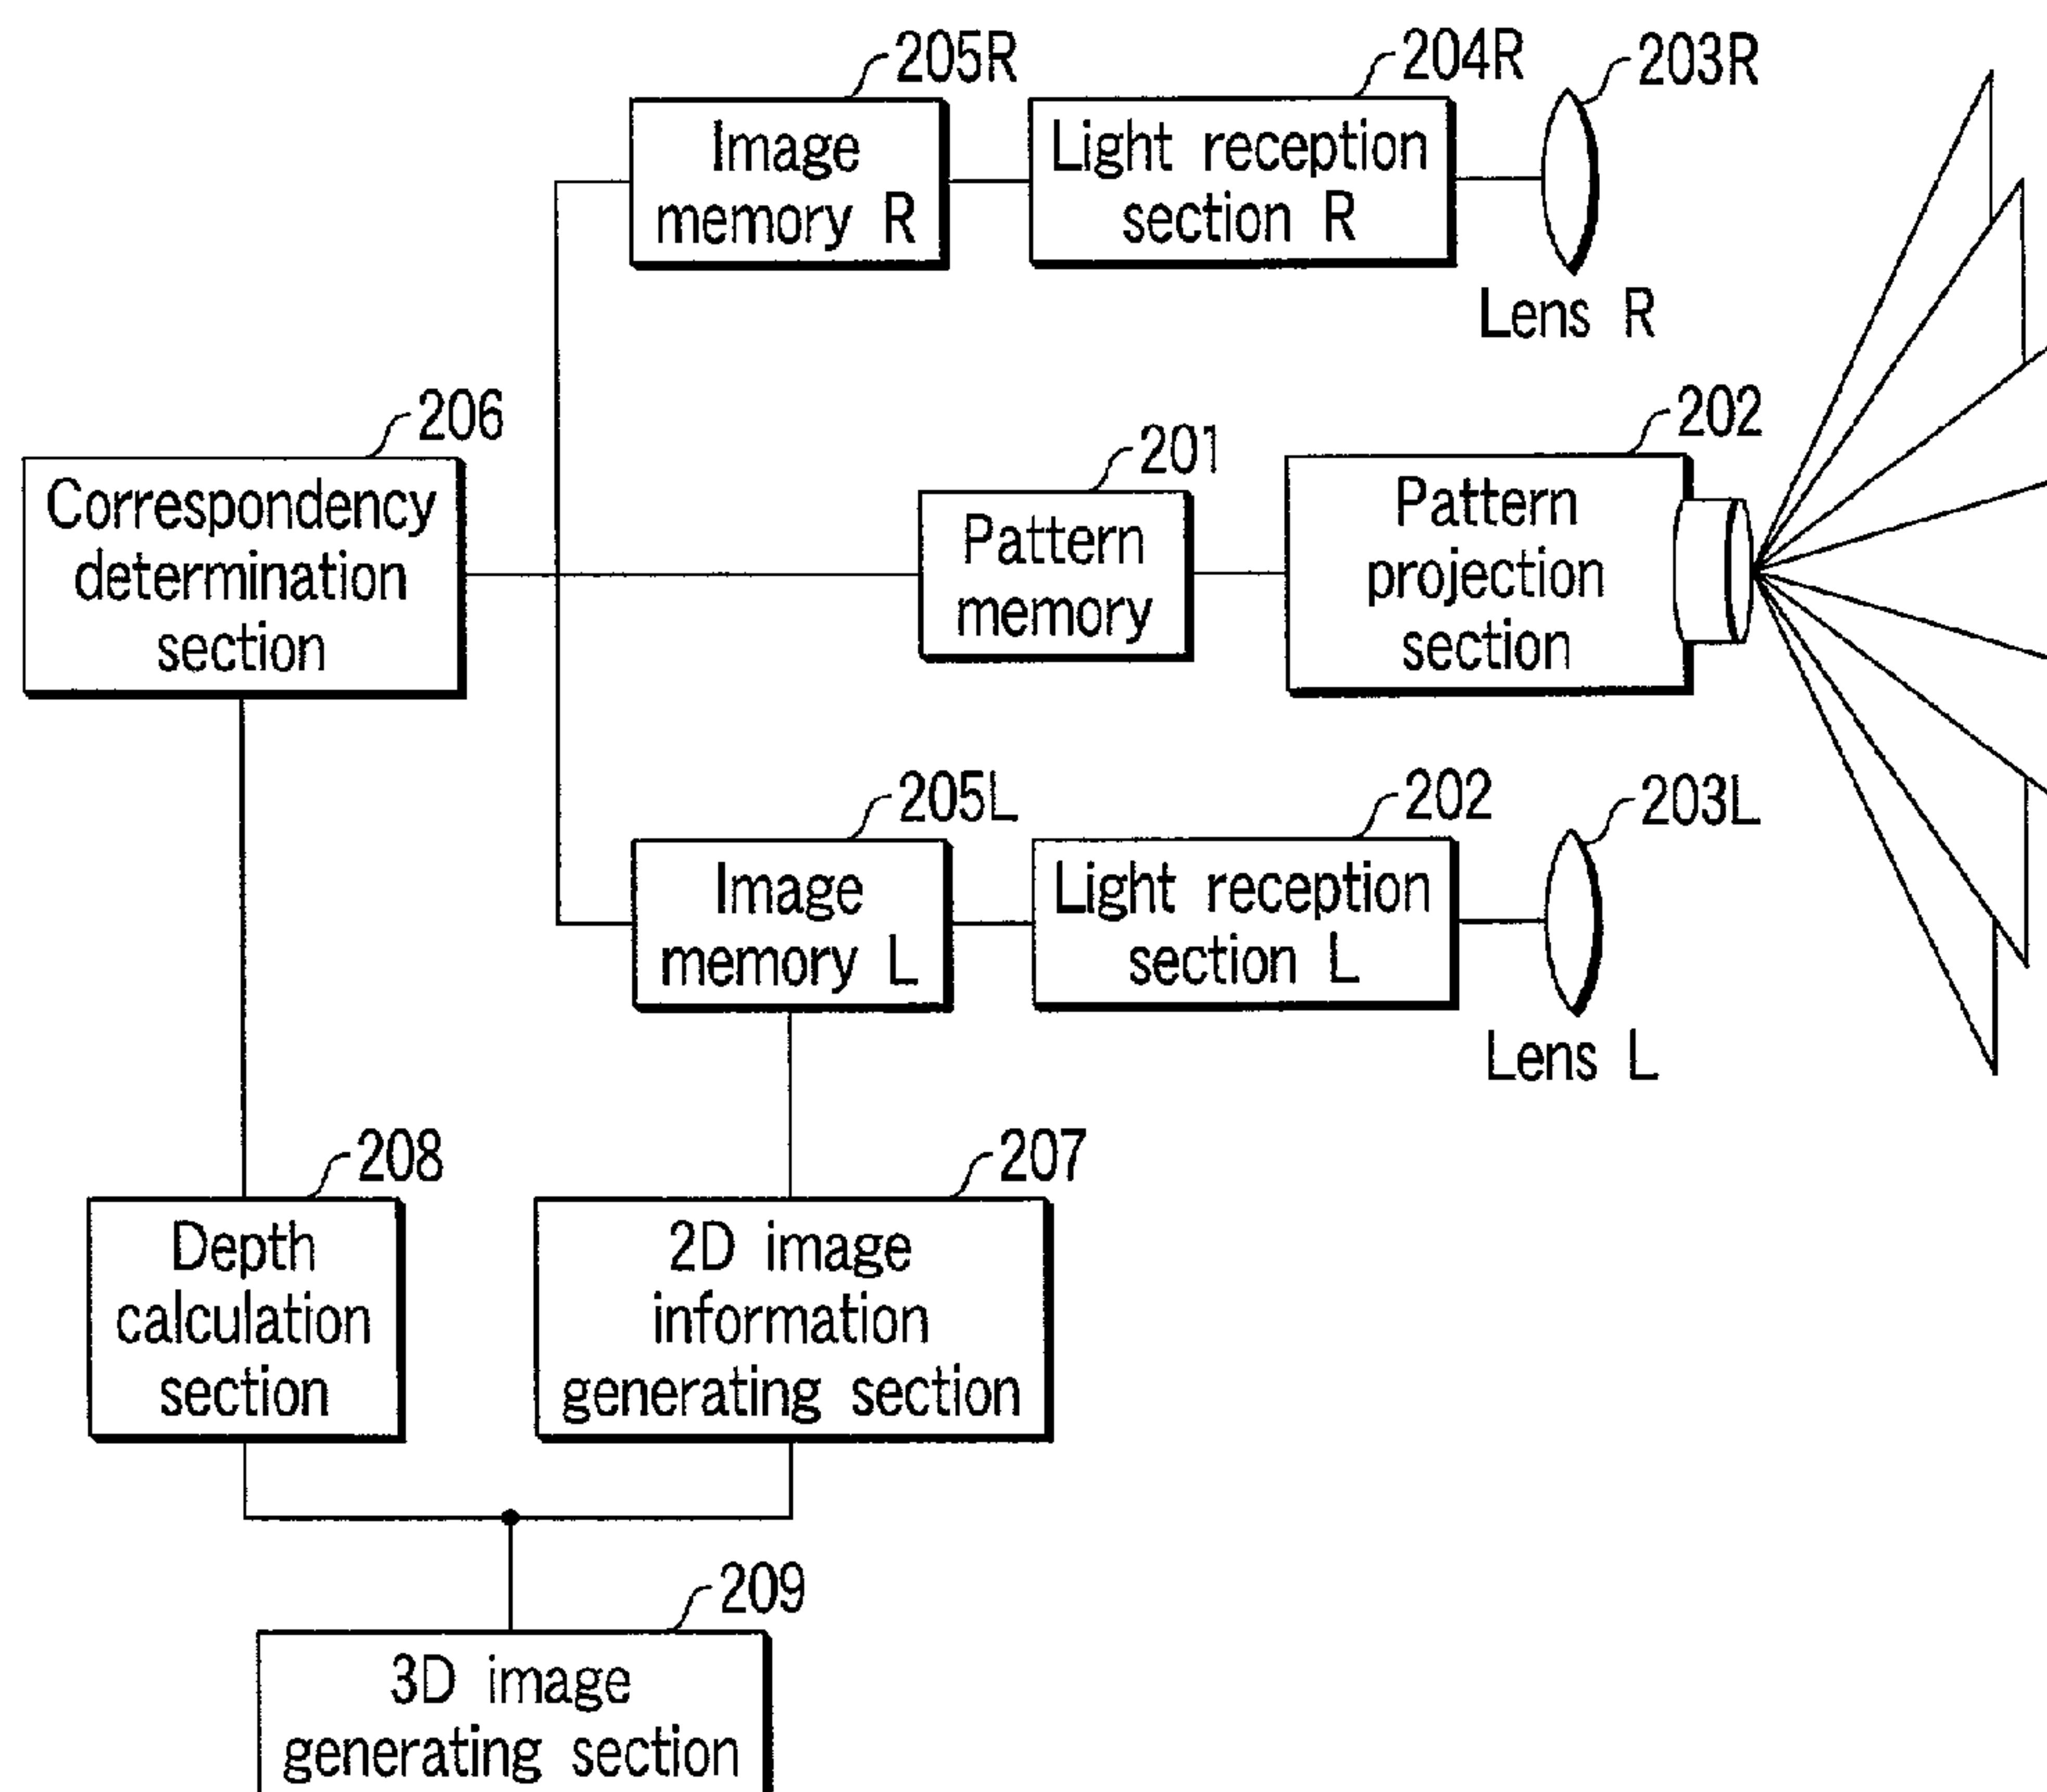 205R
204R
203R
Image
memory R
Light reception
section R
Lens R
206
201
202
Correspondency
determination
section
Pattern
memory
Pattern
projection
section
205L
202
203L
Image
memory L
Light reception
section L
Lens L
208
207
Depth
calculation
section
2D image
information
generating section
209
3D image
generating section